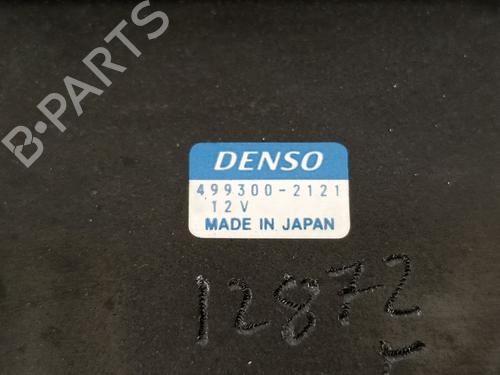 B-PARTS
DENSO
499300-2121
12V
MADE IN JAPAN
12872